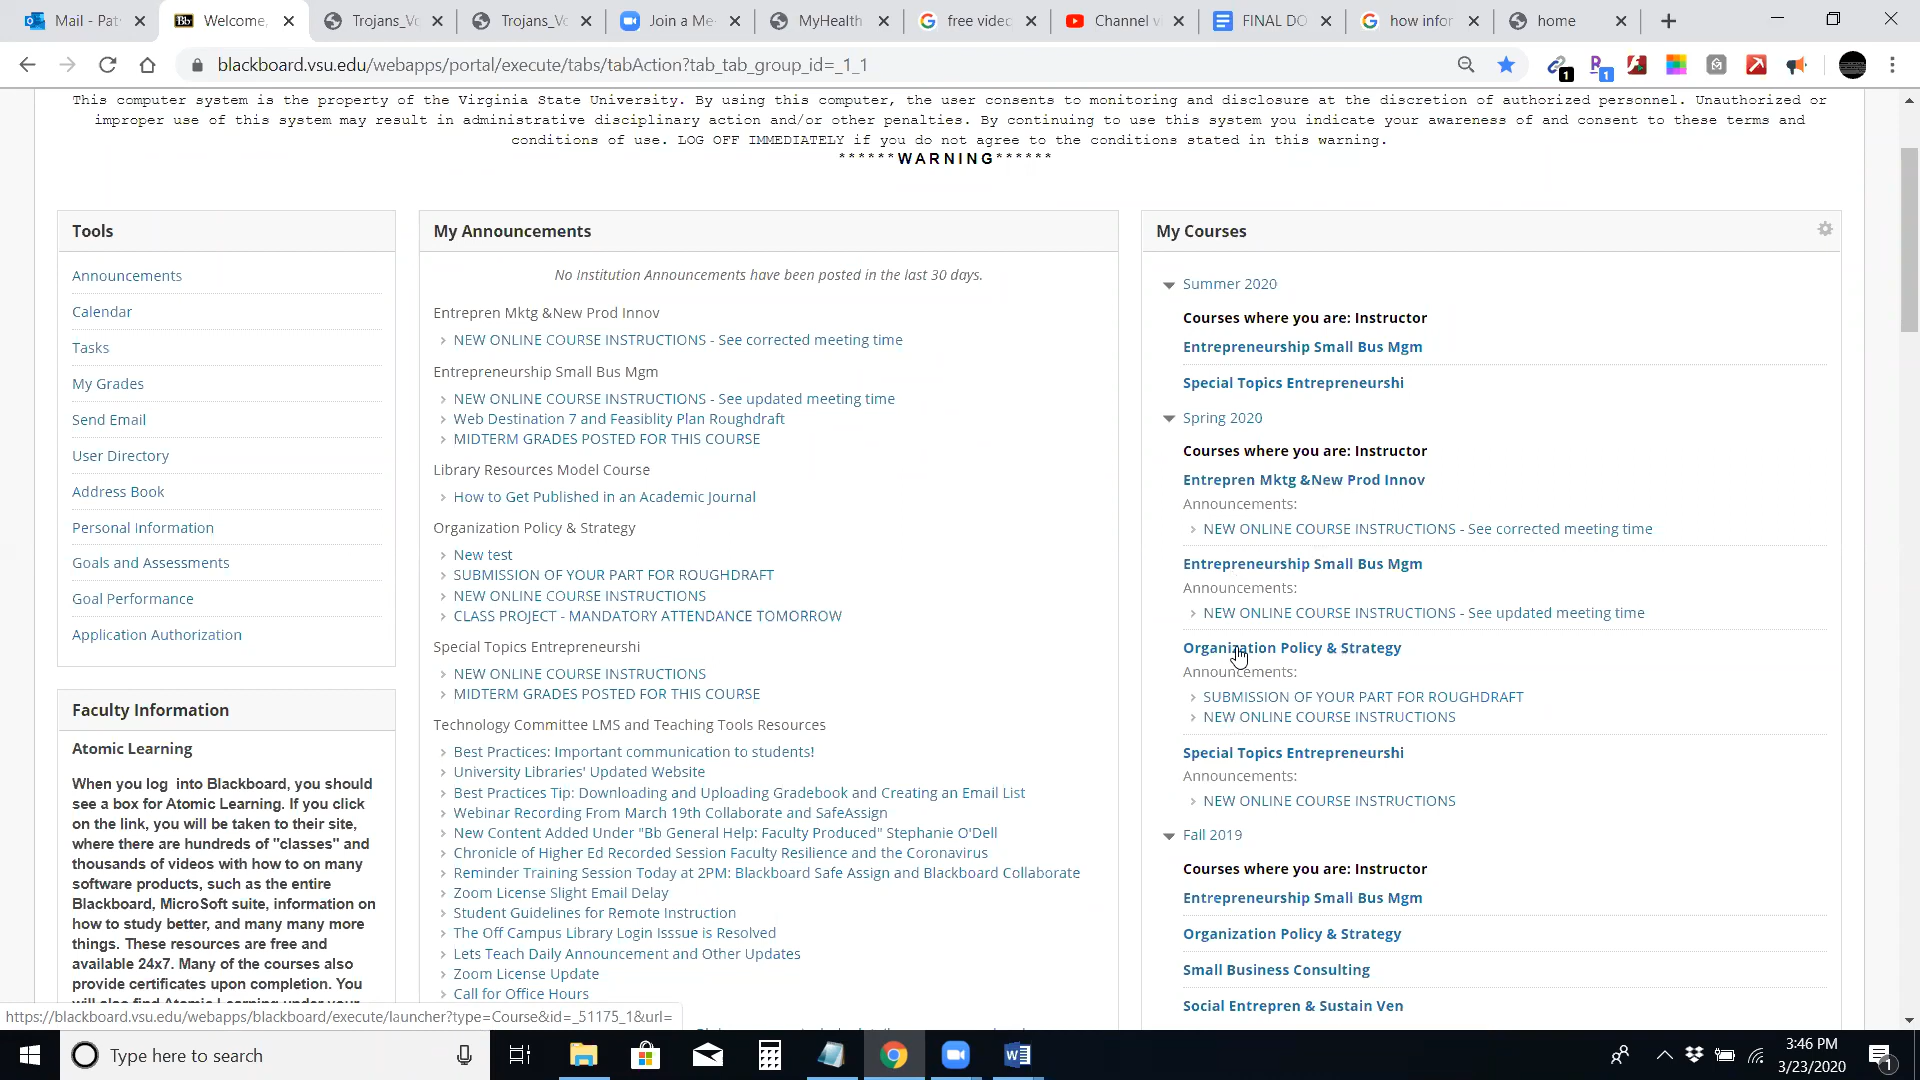 Mail - Pat
Welcome,
Trojans_Vo
Trojans_Vo
Join a Me
MyHealth
free video
Channel v
FINAL DO
how infor
home
blackboard.vsu.edu/webapps/portal/execute/tabs/tabAction?tab_tab_group_id=_1_1
1
1
This computer system is the property of the Virginia State University. By using this computer, the user consents to monitoring and disclosure at the discretion of authorized personnel. Unauthorized or
improper use of this system may result in administrative disciplinary action and/or other penalties. By continuing to use this system you indicate your awareness of and consent to these terms and
conditions of use. LOG OFF IMMEDIATELY if you do not agree to the conditions stated in this warning.
******WARNING******
Tools
Announcements
Calendar
Tasks
My Grades
Send Email
User Directory
Address Book
Personal Information
Goals and Assessments
Goal Performance
Application Authorization
Faculty Information
Atomic Learning
When you log into Blackboard, you should
see a box for Atomic Learning. If you click
on the link, you will be taken to their site,
where there are hundreds of "classes" and
thousands of videos with how to on many
software products, such as the entire
Blackboard, MicroSoft suite, information on
how to study better, and many many more
things. These resources are free and
available 24x7. Many of the courses also
provide certificates upon completion. You
will also find Atomic Learning under your
My Announcements
No Institution Announcements have been posted in the last 30 days.
Entrepren Mktg &New Prod Innov
NEW ONLINE COURSE INSTRUCTIONS - See corrected meeting time
Entrepreneurship Small Bus Mgm
NEW ONLINE COURSE INSTRUCTIONS - See updated meeting time
Web Destination 7 and Feasiblity Plan Roughdraft
MIDTERM GRADES POSTED FOR THIS COURSE
Library Resources Model Course
How to Get Published in an Academic Journal
Organization Policy & Strategy
New test
SUBMISSION OF YOUR PART FOR ROUGHDRAFT
NEW ONLINE COURSE INSTRUCTIONS
CLASS PROJECT - MANDATORY ATTENDANCE TOMORROW
Special Topics Entrepreneurshi
NEW ONLINE COURSE INSTRUCTIONS
MIDTERM GRADES POSTED FOR THIS COURSE
Technology Committee LMS and Teaching Tools Resources
Best Practices: Important communication to students!
University Libraries' Updated Website
Best Practices Tip: Downloading and Uploading Gradebook and Creating an Email List
Webinar Recording From March 19th Collaborate and SafeAssign
New Content Added Under "Bb General Help: Faculty Produced" Stephanie O'Dell
Chronicle of Higher Ed Recorded Session Faculty Resilience and the Coronavirus
Reminder Training Session Today at 2PM: Blackboard Safe Assign and Blackboard Collaborate
Zoom License Slight Email Delay
Student Guidelines for Remote Instruction
The Off Campus Library Login Isssue is Resolved
Lets Teach Daily Announcement and Other Updates
Zoom License Update
Call for Office Hours
My Courses
Summer 2020
Courses where you are: Instructor
Entrepreneurship Small Bus Mgm
Special Topics Entrepreneurshi
Spring 2020
Courses where you are: Instructor
Entrepren Mktg &New Prod Innov
Announcements:
NEW ONLINE COURSE INSTRUCTIONS - See corrected meeting time
Entrepreneurship Small Bus Mgm
Announcements:
NEW ONLINE COURSE INSTRUCTIONS - See updated meeting time
Organization Policy & Strategy
Announcements:
SUBMISSION OF YOUR PART FOR ROUGHDRAFT
NEW ONLINE COURSE INSTRUCTIONS
Special Topics Entrepreneurshi
Announcements:
NEW ONLINE COURSE INSTRUCTIONS
Fall 2019
Courses where you are: Instructor
Entrepreneurship Small Bus Mgm
Organization Policy & Strategy
Small Business Consulting
Social Entrepren & Sustain Ven
https://blackboard.vsu.edu/webapps/blackboard/execute/launcher?type=Course&id=_51175_1&url=
Type here to search
3:46 PM
3/23/2020
1